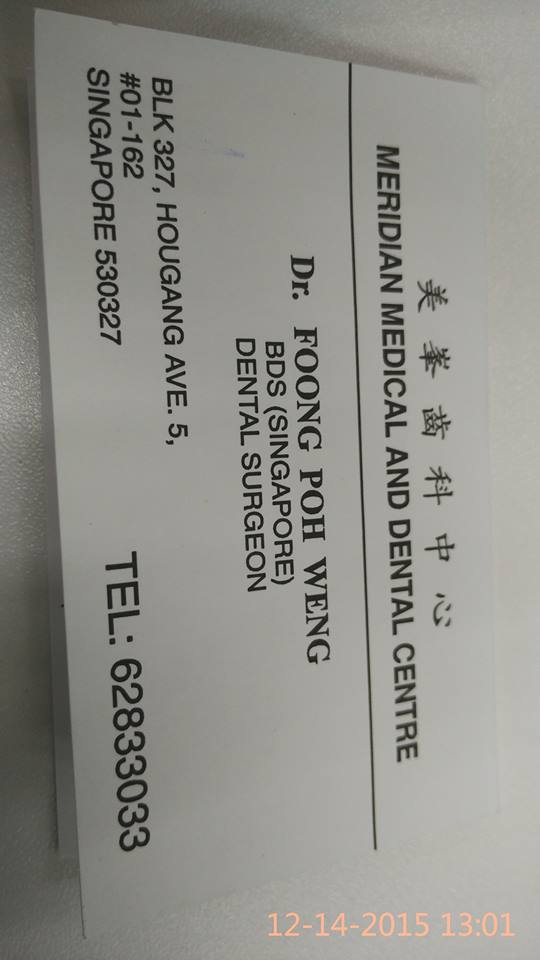 美峯齒科中心
MERIDIAN MEDICAL AND DENTAL CENTRE
Dr. FOONG POH WENG
BDS (SINGAPORE)
DENTAL SURGEON
BLK 327, HOUGANG AVE. 5,
#01-162
SINGAPORE 530327
TEL: 62833033
12-14-2015 13:01